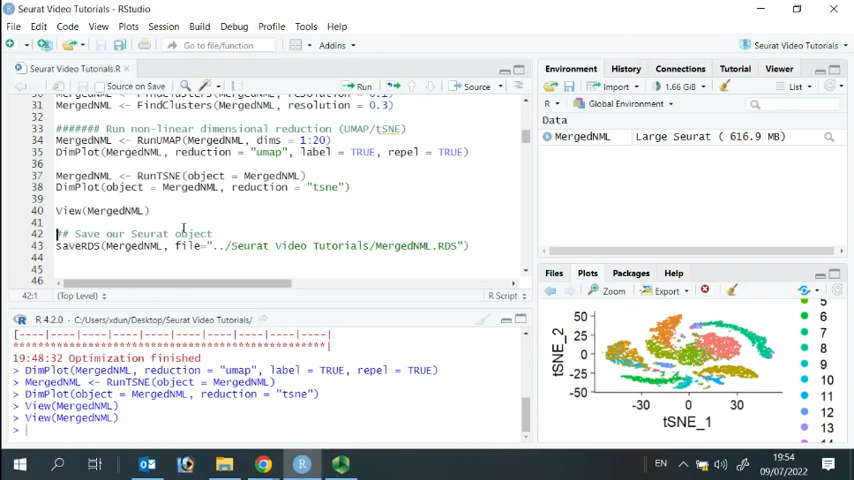 Seurat Video Tutorials - RStudio
File Edit Code View Plots Session Build Debug Profile Tools Help
Go to file/function Addins Seurat Video Tutorials
Seurat Video Tutorials.R
Source on Save Run Source
31 MergedNML <- FindClusters(MergedNML, resolution = 0.3)
32
33 ####### Run non-linear dimensional reduction (UMAP/tSNE)
34 MergedNML <- RunUMAP(MergedNML, dims = 1:20)
35 DimPlot(MergedNML, reduction = "umap", label = TRUE, repel = TRUE)
36
37 MergedNML <- RunTSNE(object = MergedNML)
38 DimPlot(object = MergedNML, reduction = "tsne")
39
40 View(MergedNML)
41
42 ## Save our Seurat object
43 saveRDS(MergedNML, file="../Seurat Video Tutorials/MergedNML.RDS")
44
45
46
42:1 (Top Level) R Script
R 4.2.0 · C:/Users/xdun/Desktop/Seurat Video Tutorials/
[----|----|----|----|----|----|----|----|----|----|
**************************************************|
19:48:32 Optimization finished
> DimPlot(MergedNML, reduction = "umap", label = TRUE, repel = TRUE)
> MergedNML <- RunTSNE(object = MergedNML)
> DimPlot(object = MergedNML, reduction = "tsne")
> View(MergedNML)
> View(MergedNML)
>
Environment History Connections Tutorial Viewer
Import 1.66 GiB List
R Global Environment
Data
MergedNML Large Seurat ( 616.9 MB)
Files Plots Packages Help
Zoom Export
tSNE_2
50
25
0
-25
-50
-30 0 30
tSNE_1
5
6
7
8
9
10
11
12
13
EN 19:54
09/07/2022